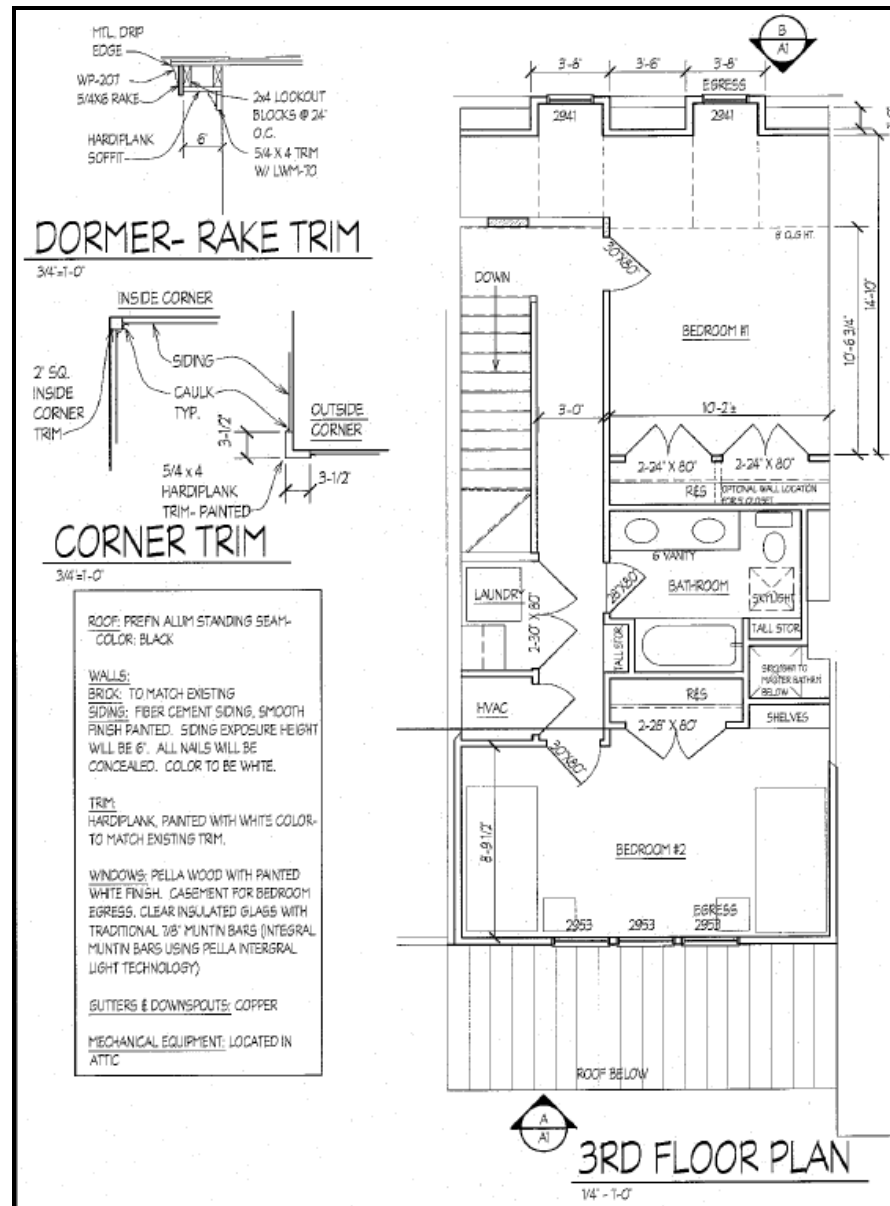 MTL. DRIP
EDGE
WP-207
5/4X6 RAKE
HARDIPLANK
SOFFIT
6"
2x4 LOOKOUT
BLOCKS @ 24"
O.C.
5/4 X 4 TRIM
W/ LWM-70
DORMER- RAKE TRIM
3/4"=1'-0"
INSIDE CORNER
2" SQ.
INSIDE
CORNER
TRIM
SIDING
CAULK
TYP.
3-1/2"
OUTSIDE
CORNER
5/4 x 4
HARDIPLANK
TRIM- PAINTED
3-1/2"
CORNER TRIM
3/4"=1'-0"
ROOF: PREFIN ALUM STANDING SEAM-
COLOR: BLACK
WALLS:
BRICK: TO MATCH EXISTING
SIDING: FIBER CEMENT SIDING, SMOOTH
FINISH PAINTED. SIDING EXPOSURE HEIGHT
WILL BE 6". ALL NAILS WILL BE
CONCEALED. COLOR TO BE WHITE.
TRIM:
HARDIPLANK, PAINTED WITH WHITE COLOR-
TO MATCH EXISTING TRIM.
WINDOWS: PELLA WOOD WITH PAINTED
WHITE FINISH. CASEMENT FOR BEDROOM
EGRESS. CLEAR INSULATED GLASS WITH
TRADITIONAL 7/8" MUNTIN BARS (INTEGRAL
MUNTIN BARS USING PELLA INTERGRAL
LIGHT TECHNOLOGY)
GUTTERS & DOWNSPOUTS: COPPER
MECHANICAL EQUIPMENT: LOCATED IN
ATTIC
B
A1
3'-8" 3'-6" 3'-8"
EGRESS
2941 2941
8' CLG HT.
DOWN
30"X80"
BEDROOM #1
10'-6 3/4"
14'-10"
3'-0"
10'-2"±
2-24" X 80" 2-24" X 80"
R&S
OPTIONAL WALL LOCATION
FOR 5' CLOSET
6' VANITY
LAUNDRY
2-30" X 80"
28"X80"
BATHROOM
SKYLIGHT
TALL STOR
TALL STOR
SKYLIGHT TO
MASTER BATHRM
BELOW
HVAC
R&S
2-28" X 80"
SHELVES
30"X80"
8'-9 1/2"
BEDROOM #2
EGRESS
2953 2953 2953
ROOF BELOW
A
A1
3RD FLOOR PLAN
1/4" - 1'-0"